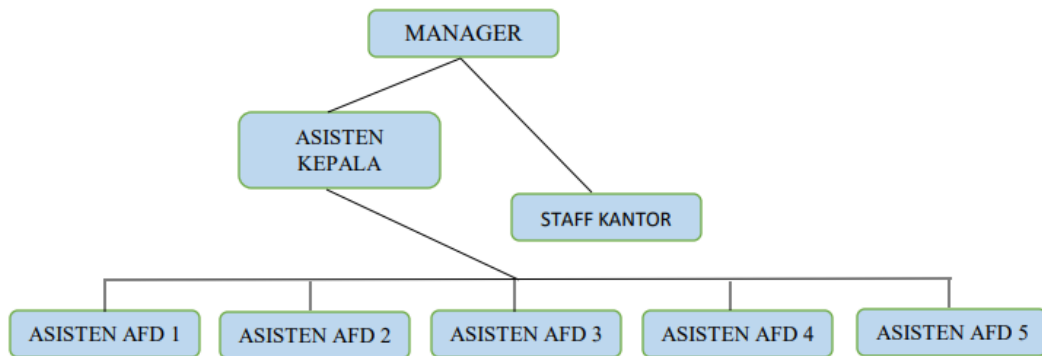 MANAGER
ASISTEN
KEPALA
STAFF KANTOR
ASISTEN AFD 1
ASISTEN AFD 2
ASISTEN AFD 3
ASISTEN AFD 4
ASISTEN AFD 5